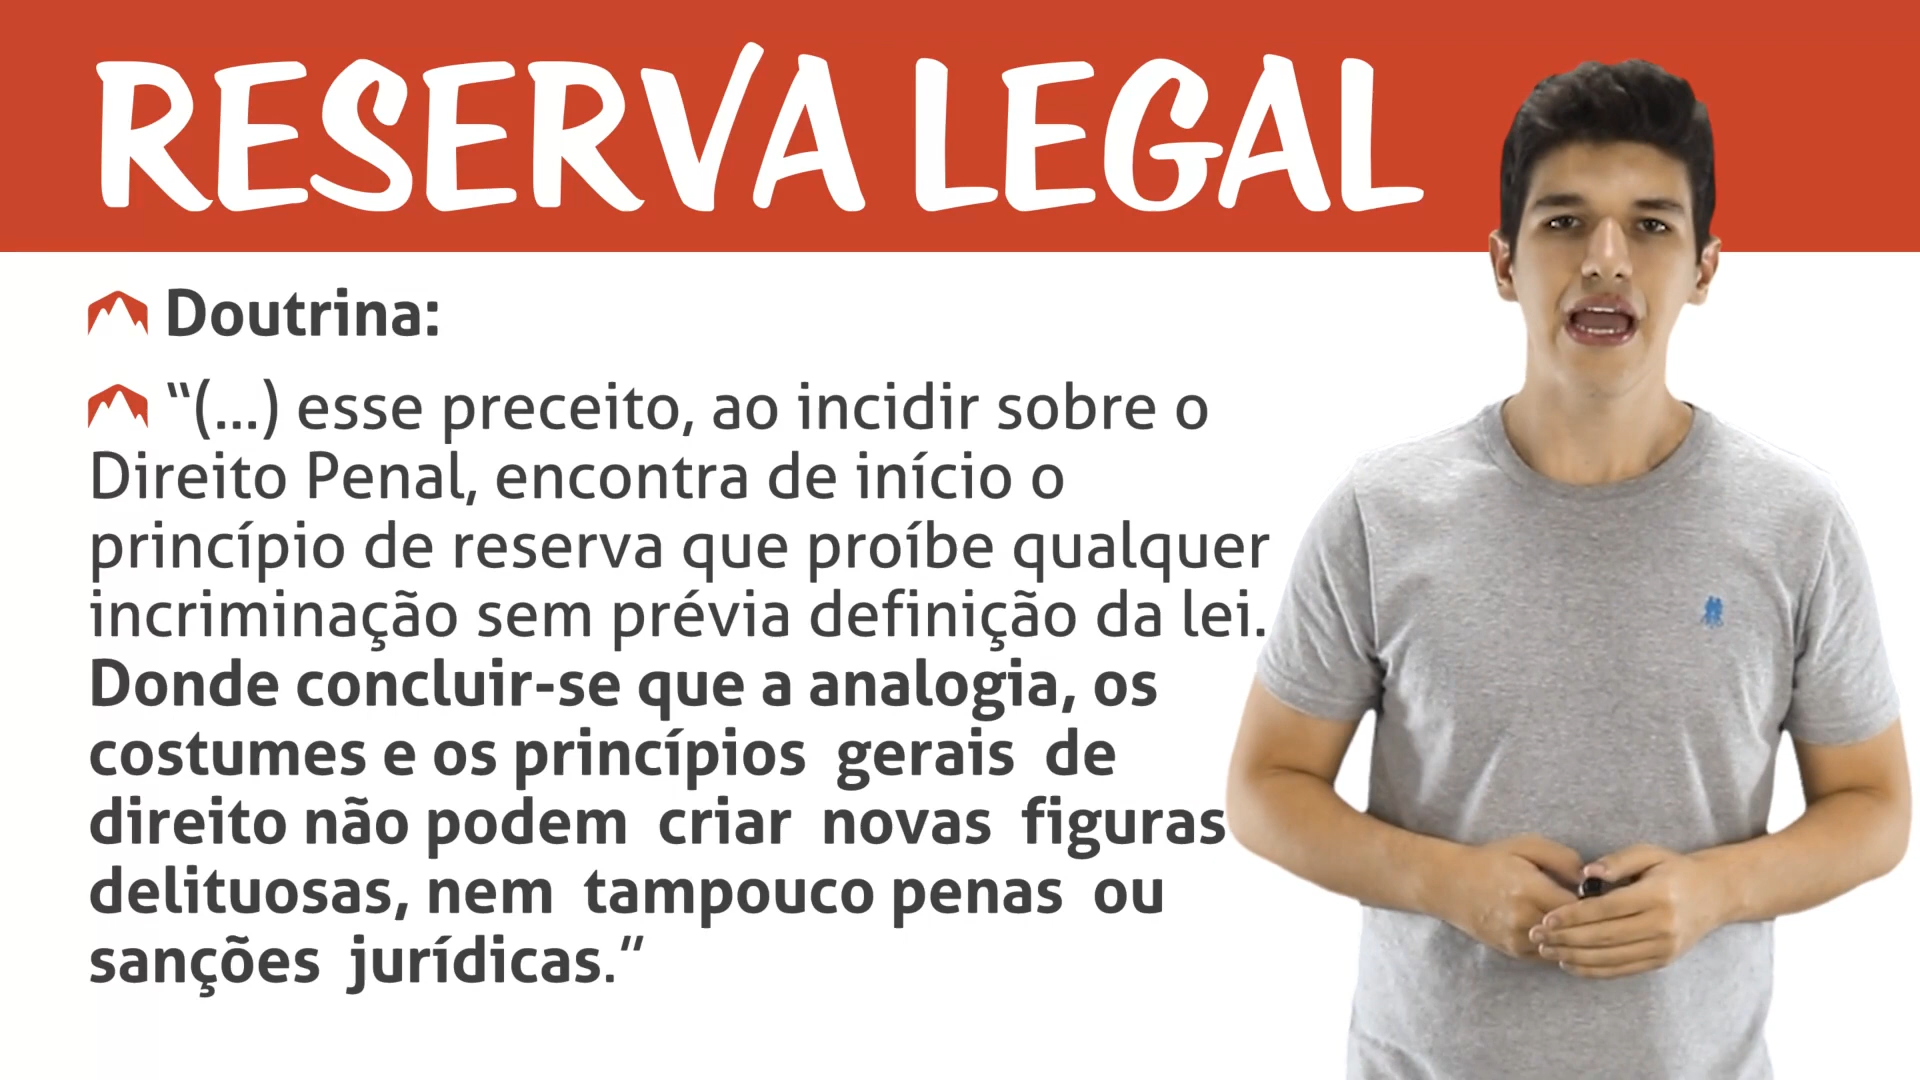 RESERVA LEGAL
Doutrina:
“(...) esse preceito, ao incidir sobre o
Direito Penal, encontra de início o
princípio de reserva que proíbe qualquer
incriminação sem prévia definição da lei.
Donde concluir-se que a analogia, os
costumes e os princípios gerais de
direito não podem criar novas figuras
delituosas, nem tampouco penas ou
sanções jurídicas.”